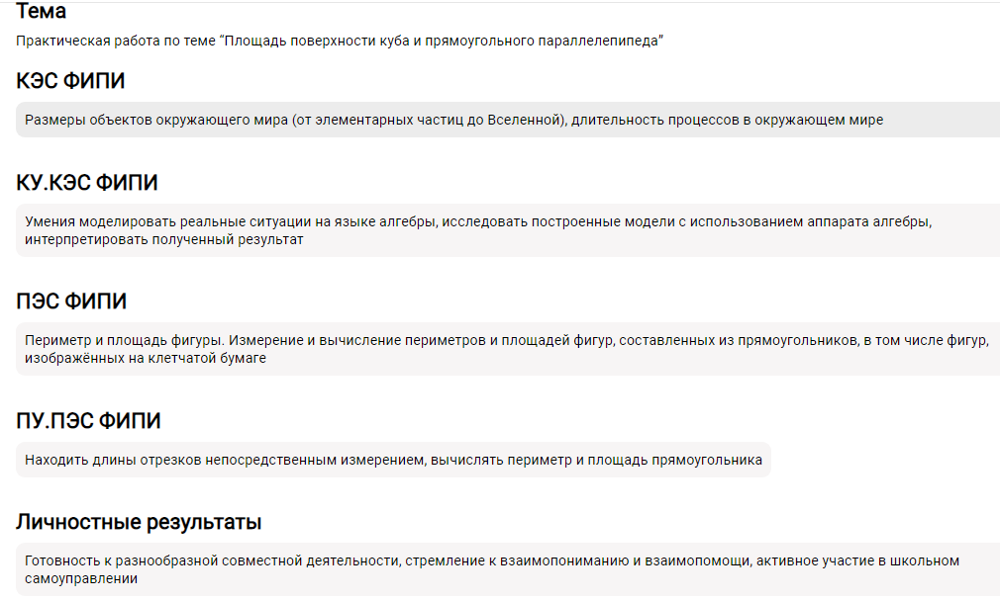 Тема
Практическая работа по теме “Площадь поверхности куба и прямоугольного параллелепипеда”
КЭС ФИПИ
Размеры объектов окружающего мира (от элементарных частиц до Вселенной), длительность процессов в окружающем мире
КУ.КЭС ФИПИ
Умения моделировать реальные ситуации на языке алгебры, исследовать построенные модели с использованием аппарата алгебры,
интерпретировать полученный результат
ПЭС ФИПИ
Периметр и площадь фигуры. Измерение и вычисление периметров и площадей фигур, составленных из прямоугольников, в том числе фигур,
изображённых на клетчатой бумаге
ПУ.ПЭС ФИПИ
Находить длины отрезков непосредственным измерением, вычислять периметр и площадь прямоугольника
Личностные результаты
Готовность к разнообразной совместной деятельности, стремление к взаимопониманию и взаимопомощи, активное участие в школьном
самоуправлении